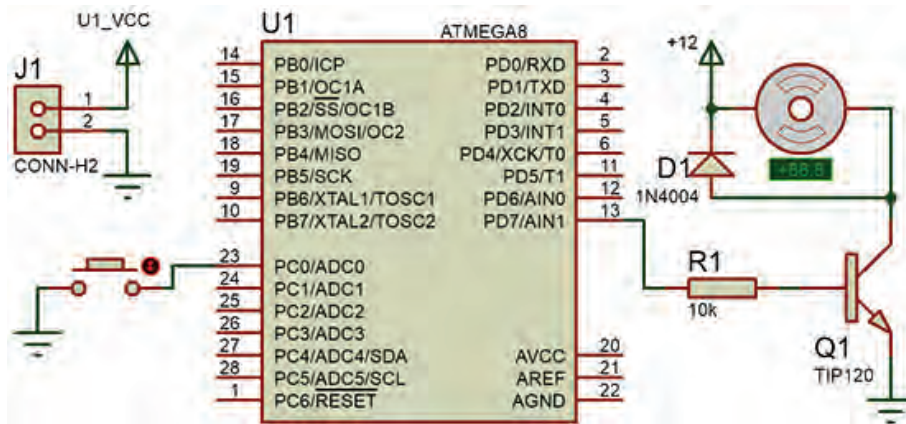 U1_VCC
J1
1
2
CONN-H2
U1
ATMEGA8
14 PB0/ICP
15 PB1/OC1A
16 PB2/SS/OC1B
17 PB3/MOSI/OC2
18 PB4/MISO
19 PB5/SCK
9 PB6/XTAL1/TOSC1
10 PB7/XTAL2/TOSC2
23 PC0/ADC0
24 PC1/ADC1
25 PC2/ADC2
26 PC3/ADC3
27 PC4/ADC4/SDA
28 PC5/ADC5/SCL
1 PC6/RESET
PD0/RXD 2
PD1/TXD 3
PD2/INT0 4
PD3/INT1 5
PD4/XCK/T0 6
PD5/T1 11
PD6/AIN0 12
PD7/AIN1 13
AVCC 20
AREF 21
AGND 22
+12
D1
1N4004
+88.8
R1
10k
Q1
TIP120